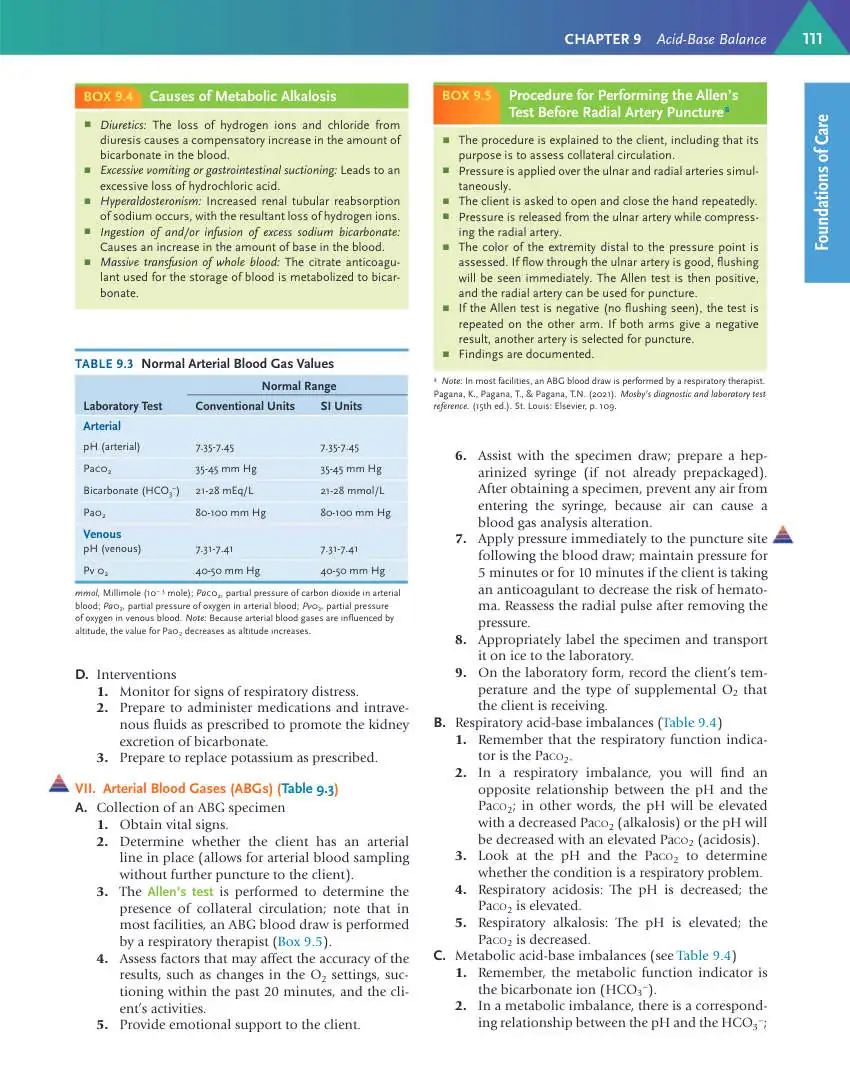 CHAPTER 9 Acid-Base Balance 111
Foundations of Care
BOX 9.4 Causes of Metabolic Alkalosis
■ Diuretics: The loss of hydrogen ions and chloride from
diuresis causes a compensatory increase in the amount of
bicarbonate in the blood.
■ Excessive vomiting or gastrointestinal suctioning: Leads to an
excessive loss of hydrochloric acid.
■ Hyperaldosteronism: Increased renal tubular reabsorption
of sodium occurs, with the resultant loss of hydrogen ions.
■ Ingestion of and/or infusion of excess sodium bicarbonate:
Causes an increase in the amount of base in the blood.
■ Massive transfusion of whole blood: The citrate anticoagu-
lant used for the storage of blood is metabolized to bicar-
bonate.
TABLE 9.3 Normal Arterial Blood Gas Values
Normal Range
Laboratory Test Conventional Units SI Units
Arterial
pH (arterial) 7.35-7.45 7.35-7.45
Paco₂ 35-45 mm Hg 35-45 mm Hg
Bicarbonate (HCO₃⁻) 21-28 mEq/L 21-28 mmol/L
Pao₂ 80-100 mm Hg 80-100 mm Hg
Venous
pH (venous) 7.31-7.41 7.31-7.41
Pv o₂ 40-50 mm Hg 40-50 mm Hg
mmol, Millimole (10⁻³ mole); Paco₂, partial pressure of carbon dioxide in arterial
blood; Pao₂, partial pressure of oxygen in arterial blood; Pvo₂, partial pressure
of oxygen in venous blood. Note: Because arterial blood gases are influenced by
altitude, the value for Pao₂ decreases as altitude increases.
D. Interventions
1. Monitor for signs of respiratory distress.
2. Prepare to administer medications and intrave-
nous fluids as prescribed to promote the kidney
excretion of bicarbonate.
3. Prepare to replace potassium as prescribed.
VII. Arterial Blood Gases (ABGs) (Table 9.3)
A. Collection of an ABG specimen
1. Obtain vital signs.
2. Determine whether the client has an arterial
line in place (allows for arterial blood sampling
without further puncture to the client).
3. The Allen's test is performed to determine the
presence of collateral circulation; note that in
most facilities, an ABG blood draw is performed
by a respiratory therapist (Box 9.5).
4. Assess factors that may affect the accuracy of the
results, such as changes in the O₂ settings, suc-
tioning within the past 20 minutes, and the cli-
ent's activities.
5. Provide emotional support to the client.
BOX 9.5 Procedure for Performing the Allen's
Test Before Radial Artery Puncture ᵃ
■ The procedure is explained to the client, including that its
purpose is to assess collateral circulation.
■ Pressure is applied over the ulnar and radial arteries simul-
taneously.
■ The client is asked to open and close the hand repeatedly.
■ Pressure is released from the ulnar artery while compress-
ing the radial artery.
■ The color of the extremity distal to the pressure point is
assessed. If flow through the ulnar artery is good, flushing
will be seen immediately. The Allen test is then positive,
and the radial artery can be used for puncture.
■ If the Allen test is negative (no flushing seen), the test is
repeated on the other arm. If both arms give a negative
result, another artery is selected for puncture.
■ Findings are documented.
ᵃ Note: In most facilities, an ABG blood draw is performed by a respiratory therapist.
Pagana, K., Pagana, T., & Pagana, T.N. (2021). Mosby's diagnostic and laboratory test
reference. (15th ed.). St. Louis: Elsevier, p. 109.
6. Assist with the specimen draw; prepare a hep-
arinized syringe (if not already prepackaged).
After obtaining a specimen, prevent any air from
entering the syringe, because air can cause a
blood gas analysis alteration.
7. Apply pressure immediately to the puncture site
following the blood draw; maintain pressure for
5 minutes or for 10 minutes if the client is taking
an anticoagulant to decrease the risk of hemato-
ma. Reassess the radial pulse after removing the
pressure.
8. Appropriately label the specimen and transport
it on ice to the laboratory.
9. On the laboratory form, record the client's tem-
perature and the type of supplemental O₂ that
the client is receiving.
B. Respiratory acid-base imbalances (Table 9.4)
1. Remember that the respiratory function indica-
tor is the Paco₂.
2. In a respiratory imbalance, you will find an
opposite relationship between the pH and the
Paco₂; in other words, the pH will be elevated
with a decreased Paco₂ (alkalosis) or the pH will
be decreased with an elevated Paco₂ (acidosis).
3. Look at the pH and the Paco₂ to determine
whether the condition is a respiratory problem.
4. Respiratory acidosis: The pH is decreased; the
Paco₂ is elevated.
5. Respiratory alkalosis: The pH is elevated; the
Paco₂ is decreased.
C. Metabolic acid-base imbalances (see Table 9.4)
1. Remember, the metabolic function indicator is
the bicarbonate ion (HCO₃⁻).
2. In a metabolic imbalance, there is a correspond-
ing relationship between the pH and the HCO₃⁻;